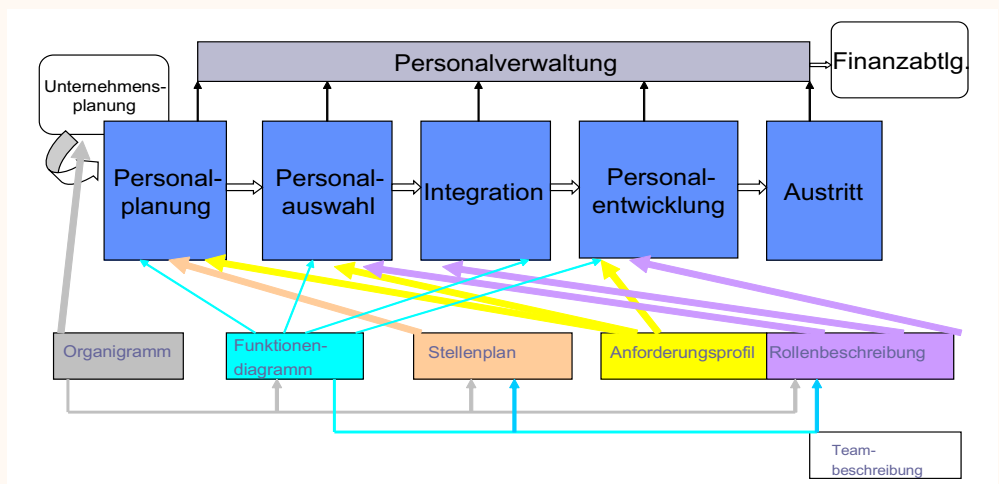 Personalverwaltung
Finanzabtlg.
Unternehmens-
planung
Personal-
planung
Personal-
auswahl
Integration
Personal-
entwicklung
Austritt
Organigramm
Funktionen-
diagramm
Stellenplan
Anforderungsprofil
Rollenbeschreibung
Team-
beschreibung